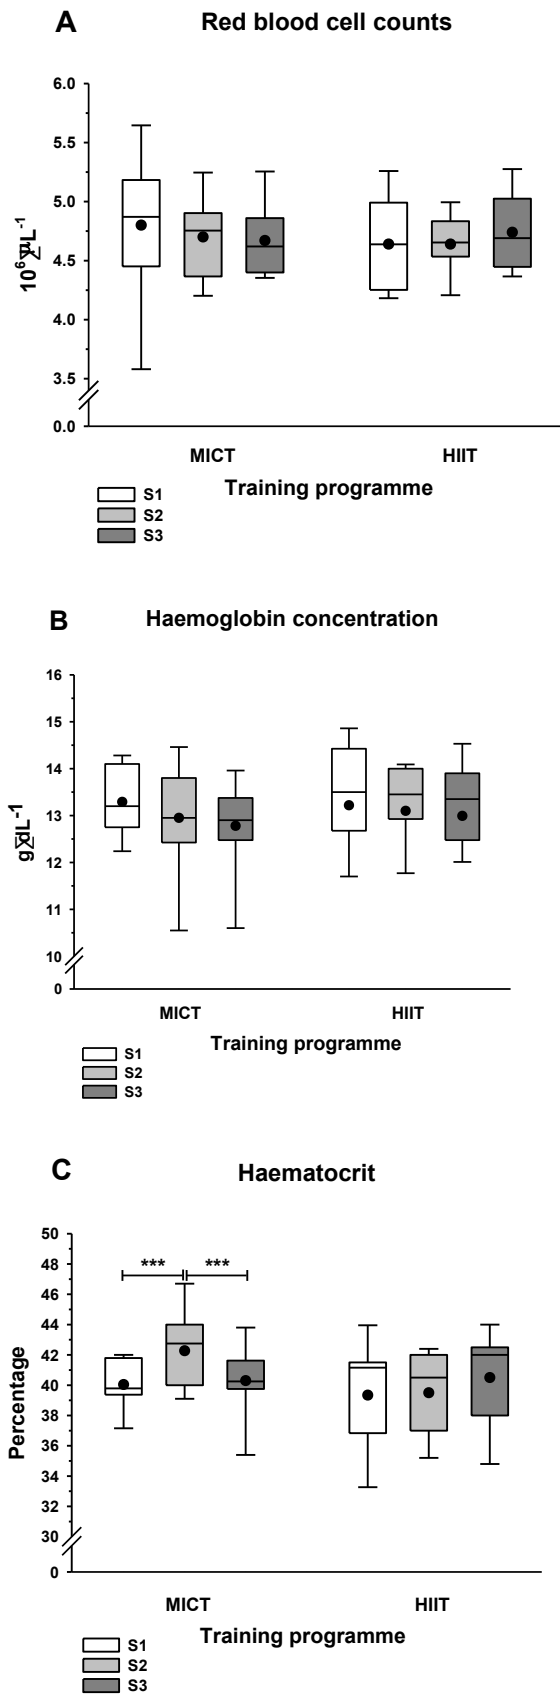 A Red blood cell counts
6.0
5.5
5.0
4.5
4.0
3.5
0.0
MICT HIIT
Training programme
S1
S2
S3
B Haemoglobin concentration
16
15
14
13
12
11
10
0
MICT HIIT
Training programme
S1
S2
S3
C Haematocrit
50
48
46
44
42
40
38
36
34
32
30
0
Percentage
*** ***
MICT HIIT
Training programme
S1
S2
S3